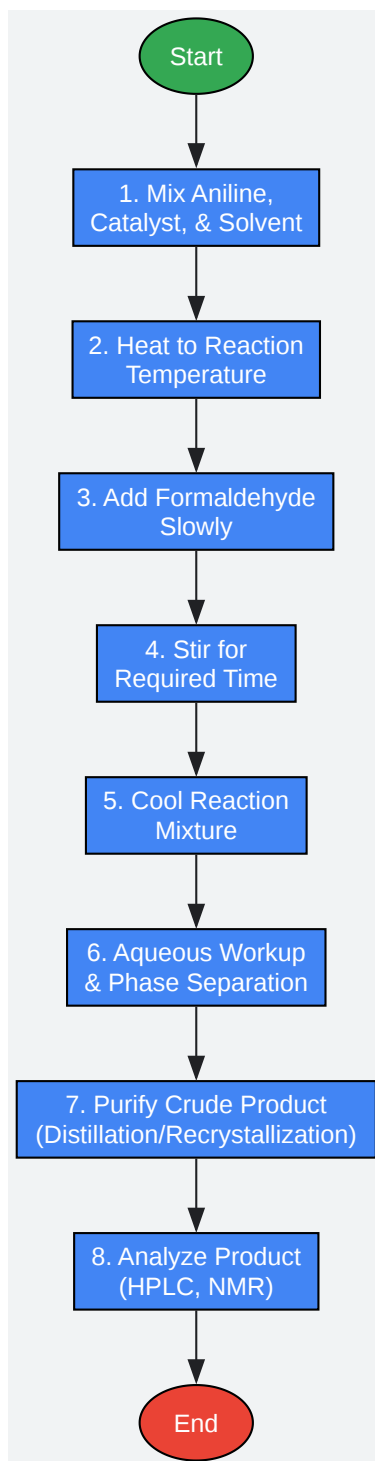 Start
1. Mix Aniline,
Catalyst, & Solvent
2. Heat to Reaction
Temperature
3. Add Formaldehyde
Slowly
4. Stir for
Required Time
5. Cool Reaction
Mixture
6. Aqueous Workup
& Phase Separation
7. Purify Crude Product
(Distillation/Recrystallization)
8. Analyze Product
(HPLC, NMR)
End